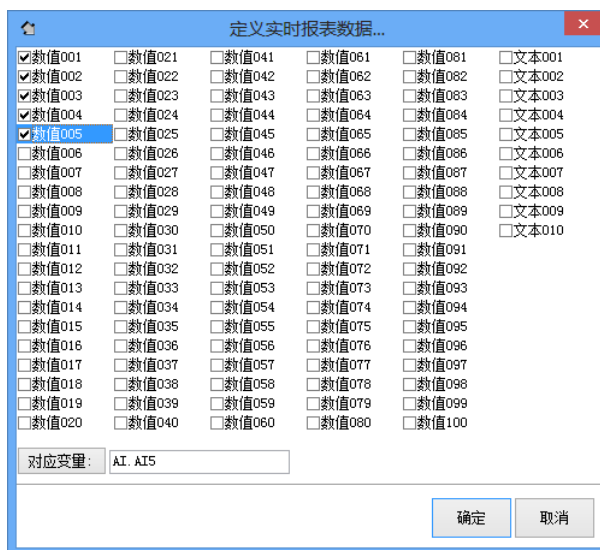 定义实时报表数据...
数值001 数值021 数值041 数值061 数值081 文本001
数值002 数值022 数值042 数值062 数值082 文本002
数值003 数值023 数值043 数值063 数值083 文本003
数值004 数值024 数值044 数值064 数值084 文本004
数值005 数值025 数值045 数值065 数值085 文本005
数值006 数值026 数值046 数值066 数值086 文本006
数值007 数值027 数值047 数值067 数值087 文本007
数值008 数值028 数值048 数值068 数值088 文本008
数值009 数值029 数值049 数值069 数值089 文本009
数值010 数值030 数值050 数值070 数值090 文本010
数值011 数值031 数值051 数值071 数值091
数值012 数值032 数值052 数值072 数值092
数值013 数值033 数值053 数值073 数值093
数值014 数值034 数值054 数值074 数值094
数值015 数值035 数值055 数值075 数值095
数值016 数值036 数值056 数值076 数值096
数值017 数值037 数值057 数值077 数值097
数值018 数值038 数值058 数值078 数值098
数值019 数值039 数值059 数值079 数值099
数值020 数值040 数值060 数值080 数值100
对应变量: AI.AI5
确定 取消